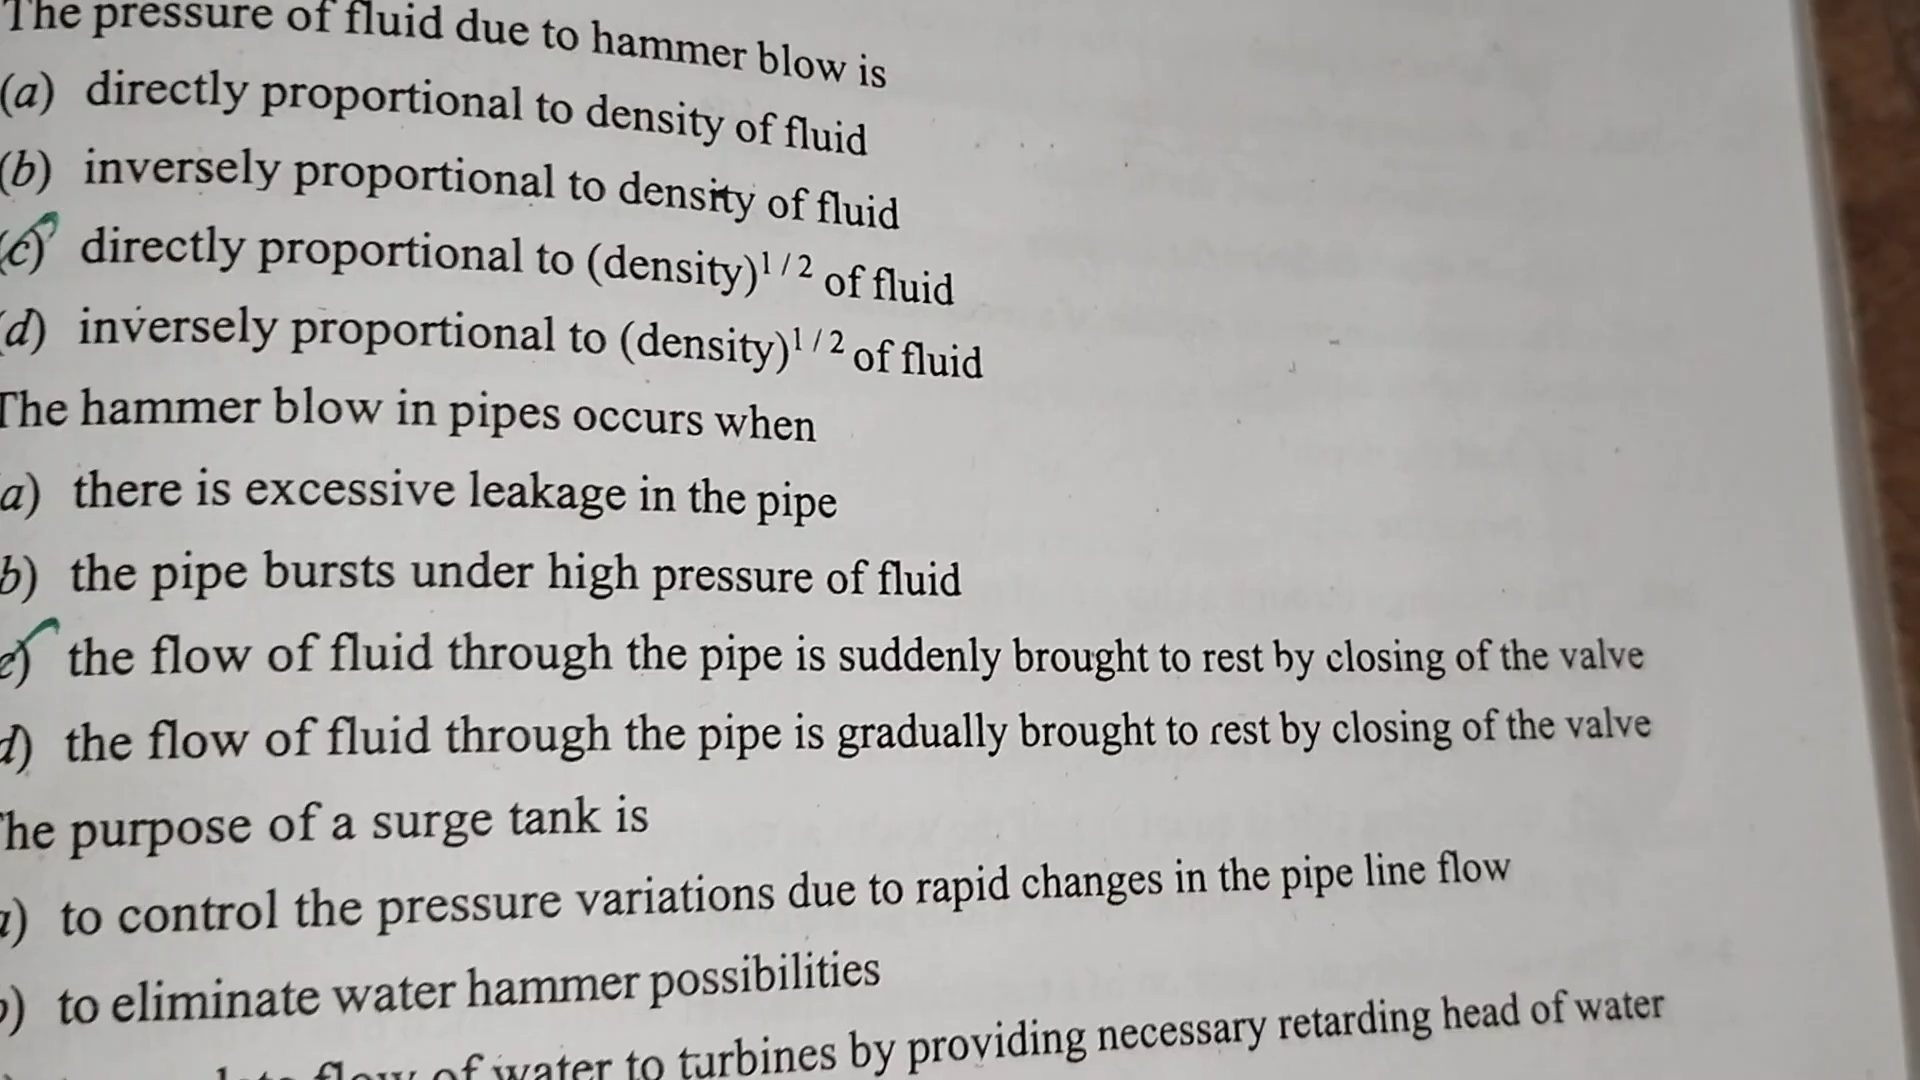 The pressure of fluid due to hammer blow is
(a) directly proportional to density of fluid
(b) inversely proportional to density of fluid
(c) directly proportional to (density)1/2 of fluid
(d) inversely proportional to (density)1/2 of fluid
The hammer blow in pipes occurs when
a) there is excessive leakage in the pipe
b) the pipe bursts under high pressure of fluid
c) the flow of fluid through the pipe is suddenly brought to rest by closing of the valve
d) the flow of fluid through the pipe is gradually brought to rest by closing of the valve
he purpose of a surge tank is
a) to control the pressure variations due to rapid changes in the pipe line flow
b) to eliminate water hammer possibilities
flow of water to turbines by providing necessary retarding head of water